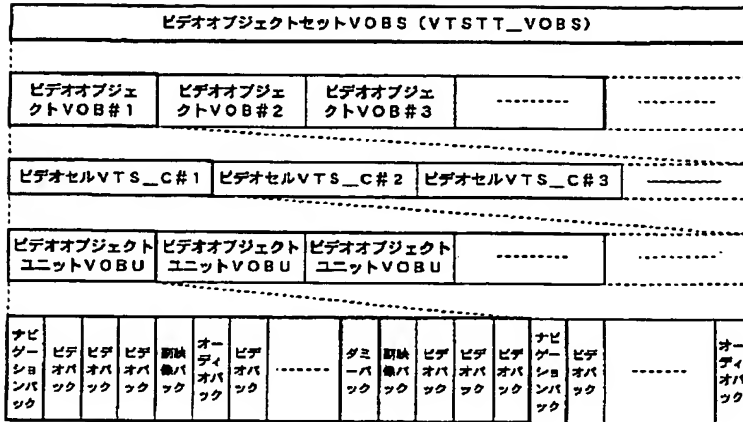 ビデオオブジェクトセットVOBS（VTSTT__VOBS）
ビデオオブジェ
クトVOB#1
ビデオオブジェ
クトVOB#2
ビデオオブジェ
クトVOB#3
ビデオセルVTS__C#1
ビデオセルVTS__C#2
ビデオセルVTS__C#3
ビデオオブジェクト
ユニットVOBU
ビデオオブジェクト
ユニットVOBU
ビデオオブジェクト
ユニットVOBU
ナビ
ゲー
ショ
ンパ
ック
ビデ
オパ
ック
ビデ
オパ
ック
ビデ
オパ
ック
副映
像パ
ック
オー
ディ
オパ
ック
ビデ
オパ
ック
ダミ
ーパ
ック
副映
像パ
ック
ビデ
オパ
ック
ビデ
オパ
ック
ビデ
オパ
ック
ナビ
ゲー
ショ
ンパ
ック
ビデ
オパ
ック
オー
ディ
オパ
ック